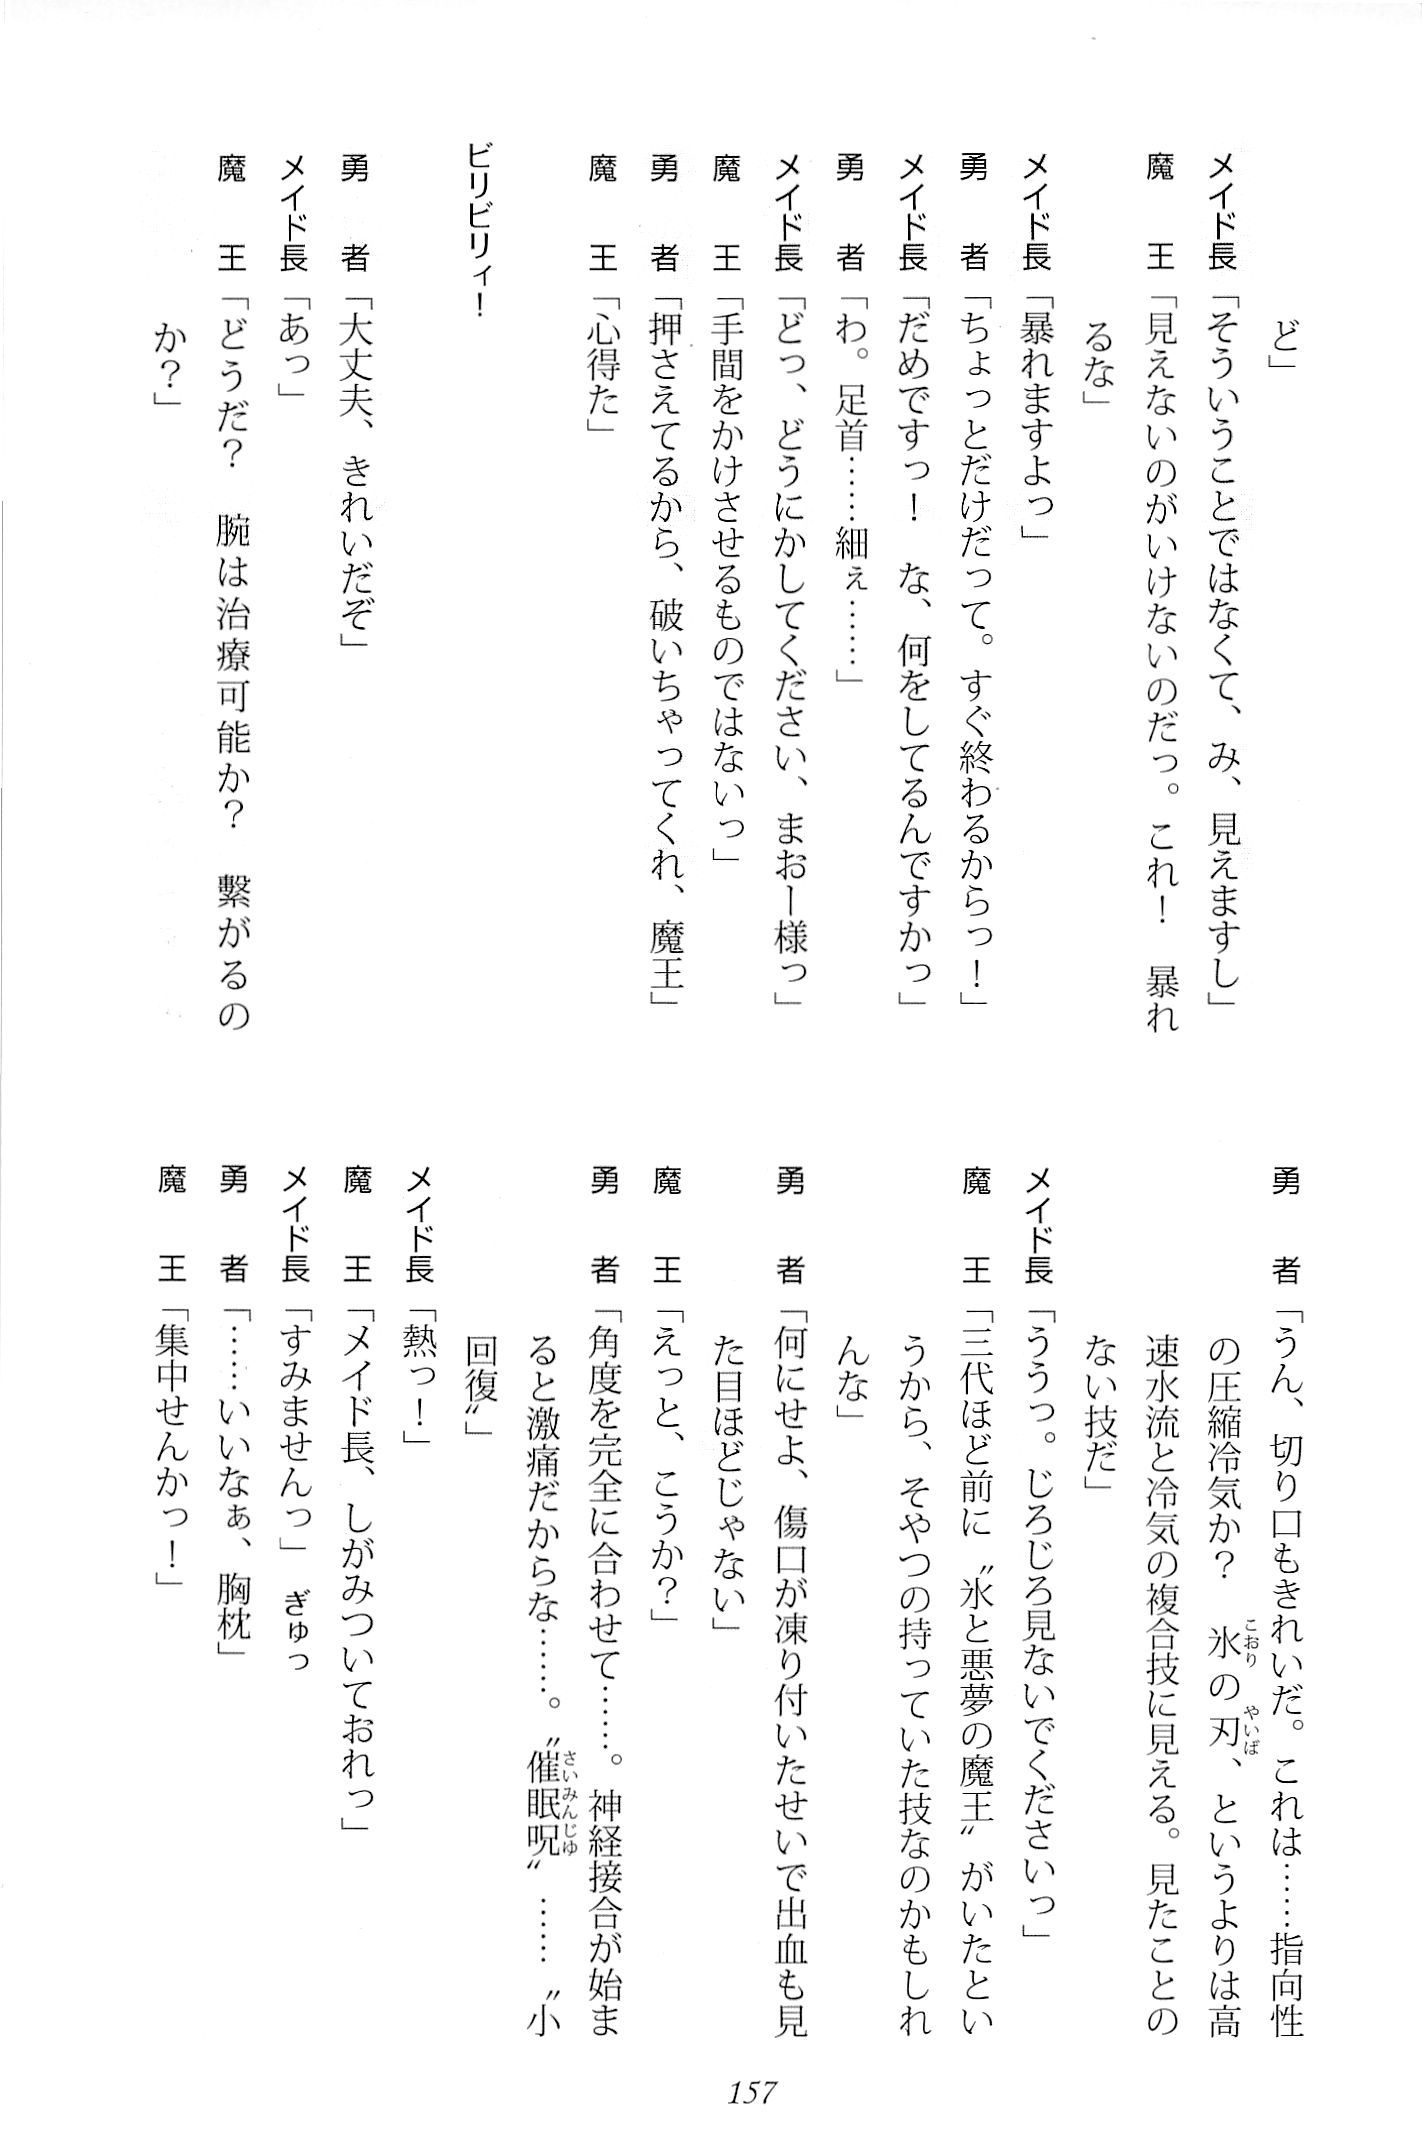 ど」
メイド長「そういうことではなくて、み、見えますし」
魔　王「見えないのがいけないのだっ。これ！　暴れ
るな」
メイド長「暴れますよっ」
勇　者「ちょっとだけだって。すぐ終わるからっ！」
メイド長「だめですっ！　な、何をしてるんですかっ」
勇　者「わ。足首……細ぇ……」
メイド長「どっ、どうにかしてください、まおー様っ」
魔　王「手間をかけさせるものではないっ」
勇　者「押さえてるから、破いちゃってくれ、魔王」
魔　王「心得た」
ビリビリィ！
勇　者「大丈夫、きれいだぞ」
メイド長「あっ」
魔　王「どうだ？　腕は治療可能か？　繋がるの
か？」
勇　者「うん、切り口もきれいだ。これは……指向性
の圧縮冷気か？　氷の刃、というよりは高
速水流と冷気の複合技に見える。見たことの
ない技だ」
メイド長「ううっ。じろじろ見ないでくださいっ」
魔　王「三代ほど前に〝氷と悪夢の魔王〟がいたとい
うから、そやつの持っていた技なのかもしれ
んな」
勇　者「何にせよ、傷口が凍り付いたせいで出血も見
た目ほどじゃない」
魔　王「えっと、こうか？」
勇　者「角度を完全に合わせて……。神経接合が始ま
ると激痛だからな……。〝催眠呪〟……〝小
回復〟」
メイド長「熱っ！」
魔　王「メイド長、しがみついておれっ」
メイド長「すみませんっ」　ぎゅっ
勇　者「……いいなぁ、胸枕」
魔　王「集中せんかっ！」
157